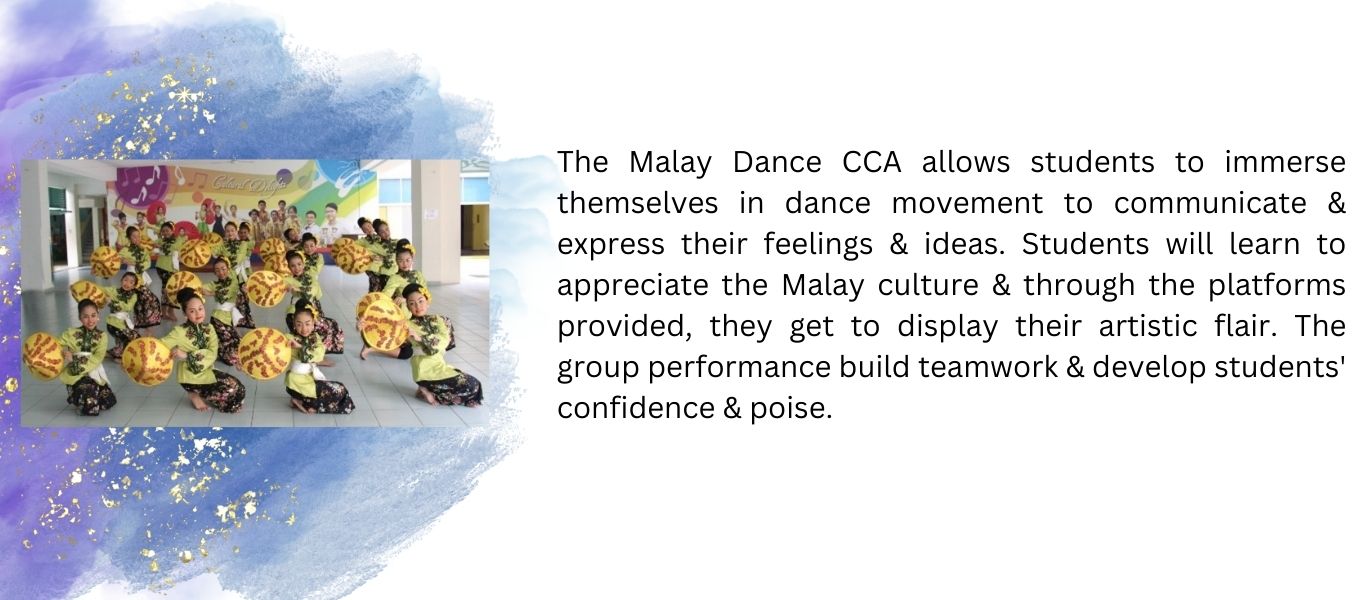 Cultural Delights
The Malay Dance CCA allows students to immerse
themselves in dance movement to communicate &
express their feelings & ideas. Students will learn to
appreciate the Malay culture & through the platforms
provided, they get to display their artistic flair. The
group performance build teamwork & develop students'
confidence & poise.